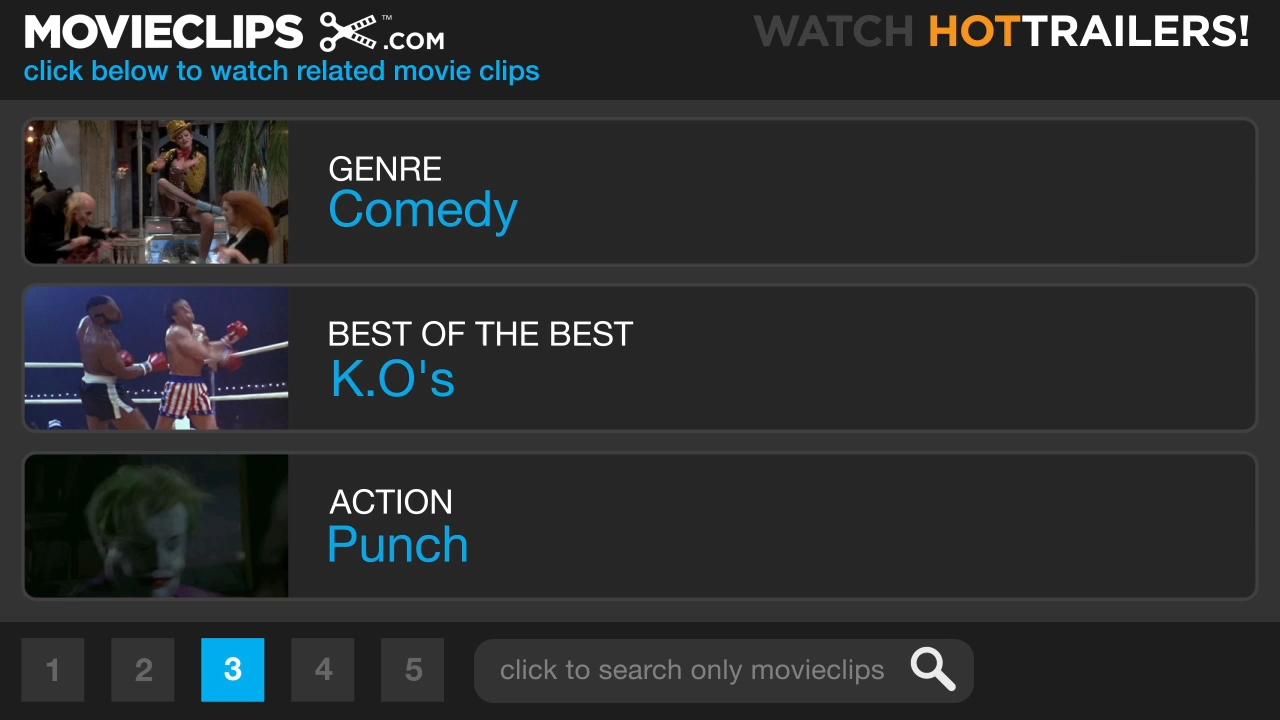 MOVIECLIPS ™ .COM
WATCH HOTTRAILERS!
click below to watch related movie clips
GENRE
Comedy
BEST OF THE BEST
K.O's
ACTION
Punch
1 2 3 4 5 click to search only movieclips